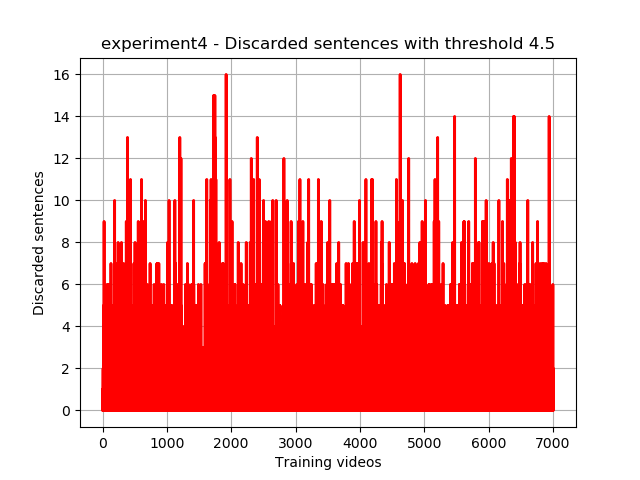 experiment4 - Discarded sentences with threshold 4.5
16
14
12
10
8
6
4
2
0
Discarded sentences
0 1000 2000 3000 4000 5000 6000 7000
Training videos